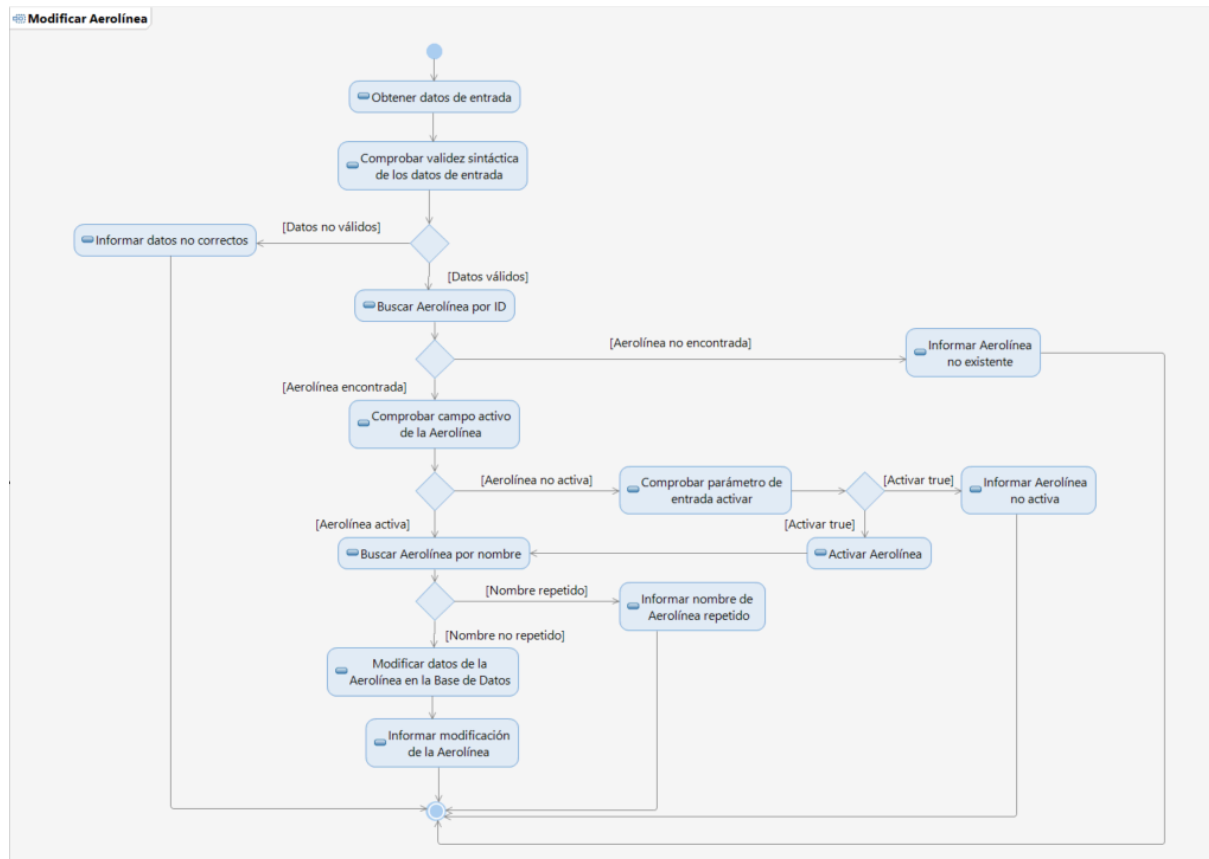 Modificar Aerolínea
Obtener datos de entrada
Comprobar validez sintáctica
de los datos de entrada
[Datos no válidos]
Informar datos no correctos
[Datos válidos]
Buscar Aerolínea por ID
[Aerolínea no encontrada]
Informar Aerolínea
no existente
[Aerolínea encontrada]
Comprobar campo activo
de la Aerolínea
[Aerolínea no activa]
Comprobar parámetro de
entrada activar
[Activar true]
Informar Aerolínea
no activa
[Aerolínea activa]
[Activar true]
Buscar Aerolínea por nombre
Activar Aerolínea
[Nombre repetido]
Informar nombre de
Aerolínea repetido
[Nombre no repetido]
Modificar datos de la
Aerolínea en la Base de Datos
Informar modificación
de la Aerolínea